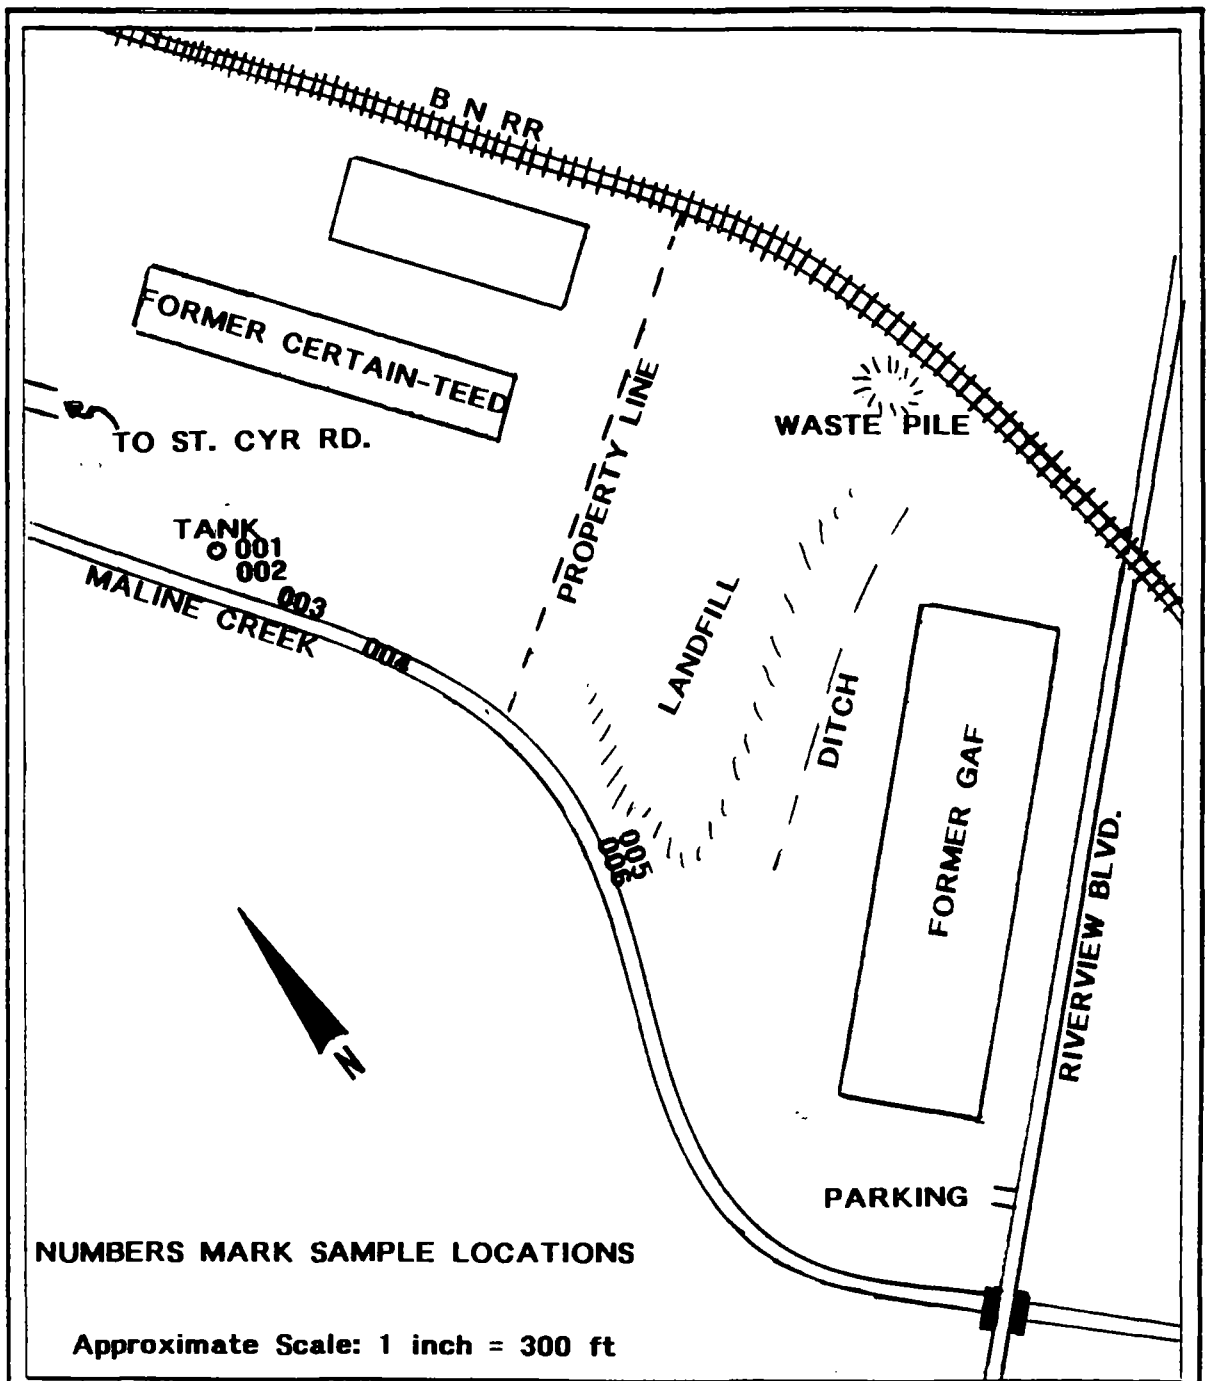 B N RR
FORMER CERTAIN-TEED
TO ST. CYR RD.
PROPERTY LINE
WASTE PILE
TANK
001
002
003
004
MALINE CREEK
LANDFILL
DITCH
005
006
FORMER GAF
RIVERVIEW BLVD.
N
PARKING
NUMBERS MARK SAMPLE LOCATIONS
Approximate Scale: 1 inch = 300 ft